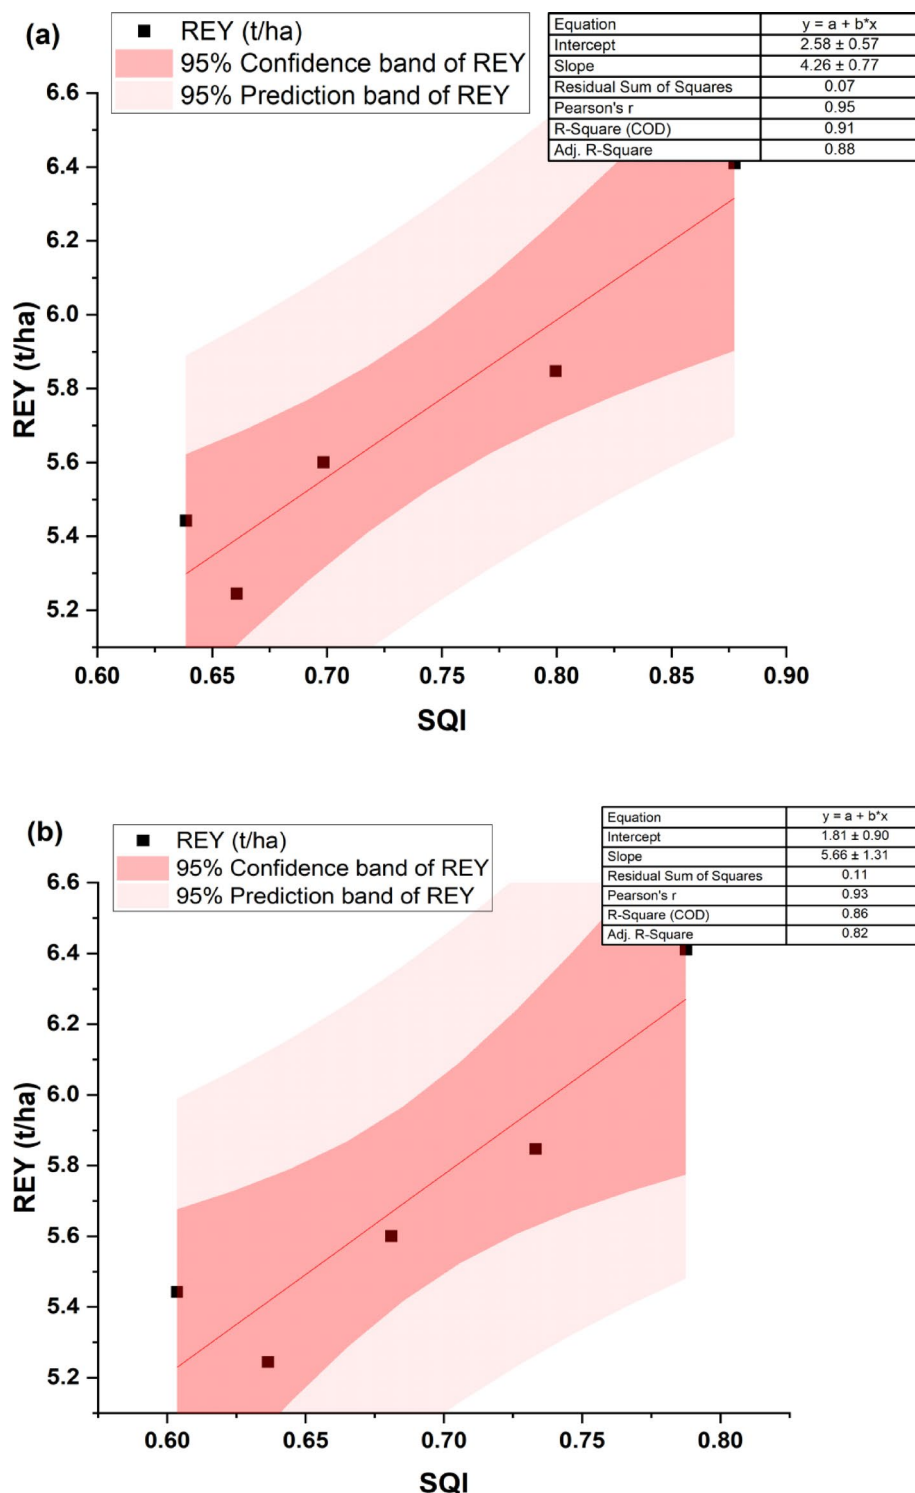 (a)
REY (t/ha)
95% Confidence band of REY
95% Prediction band of REY
Equation y = a + b*x
Intercept 2.58 ± 0.57
Slope 4.26 ± 0.77
Residual Sum of Squares 0.07
Pearson's r 0.95
R-Square (COD) 0.91
Adj. R-Square 0.88
REY (t/ha)
6.6
6.4
6.2
6.0
5.8
5.6
5.4
5.2
0.60 0.65 0.70 0.75 0.80 0.85 0.90
SQI
(b)
REY (t/ha)
95% Confidence band of REY
95% Prediction band of REY
Equation y = a + b*x
Intercept 1.81 ± 0.90
Slope 5.66 ± 1.31
Residual Sum of Squares 0.11
Pearson's r 0.93
R-Square (COD) 0.86
Adj. R-Square 0.82
REY (t/ha)
6.6
6.4
6.2
6.0
5.8
5.6
5.4
5.2
0.60 0.65 0.70 0.75 0.80
SQI